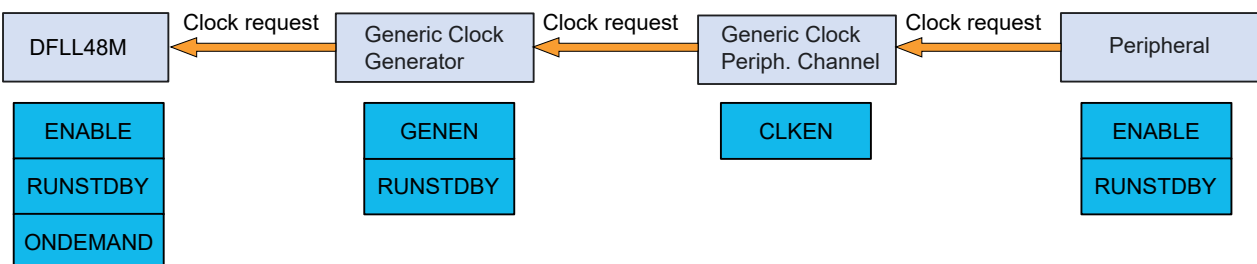 Clock request
Clock request
Clock request
DFLL48M
Generic Clock
Generator
Generic Clock
Periph. Channel
Peripheral
ENABLE
GENEN
CLKEN
ENABLE
RUNSTDBY
RUNSTDBY
RUNSTDBY
ONDEMAND